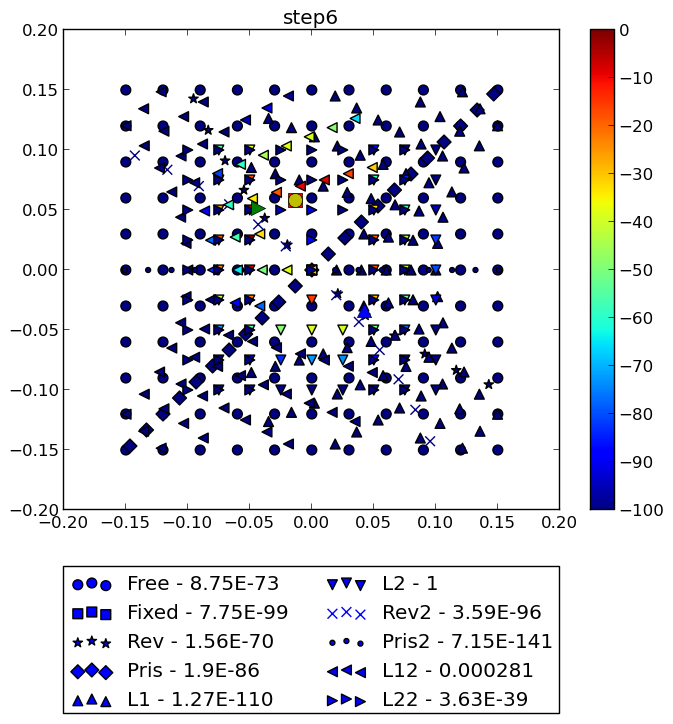 step6
0.20
0.15
0.10
0.05
0.00
−0.05
−0.10
−0.15
−0.20
−0.20 −0.15 −0.10 −0.05 0.00 0.05 0.10 0.15 0.20
0
−10
−20
−30
−40
−50
−60
−70
−80
−90
−100
Free - 8.75E-73
Fixed - 7.75E-99
Rev - 1.56E-70
Pris - 1.9E-86
L1 - 1.27E-110
L2 - 1
Rev2 - 3.59E-96
Pris2 - 7.15E-141
L12 - 0.000281
L22 - 3.63E-39